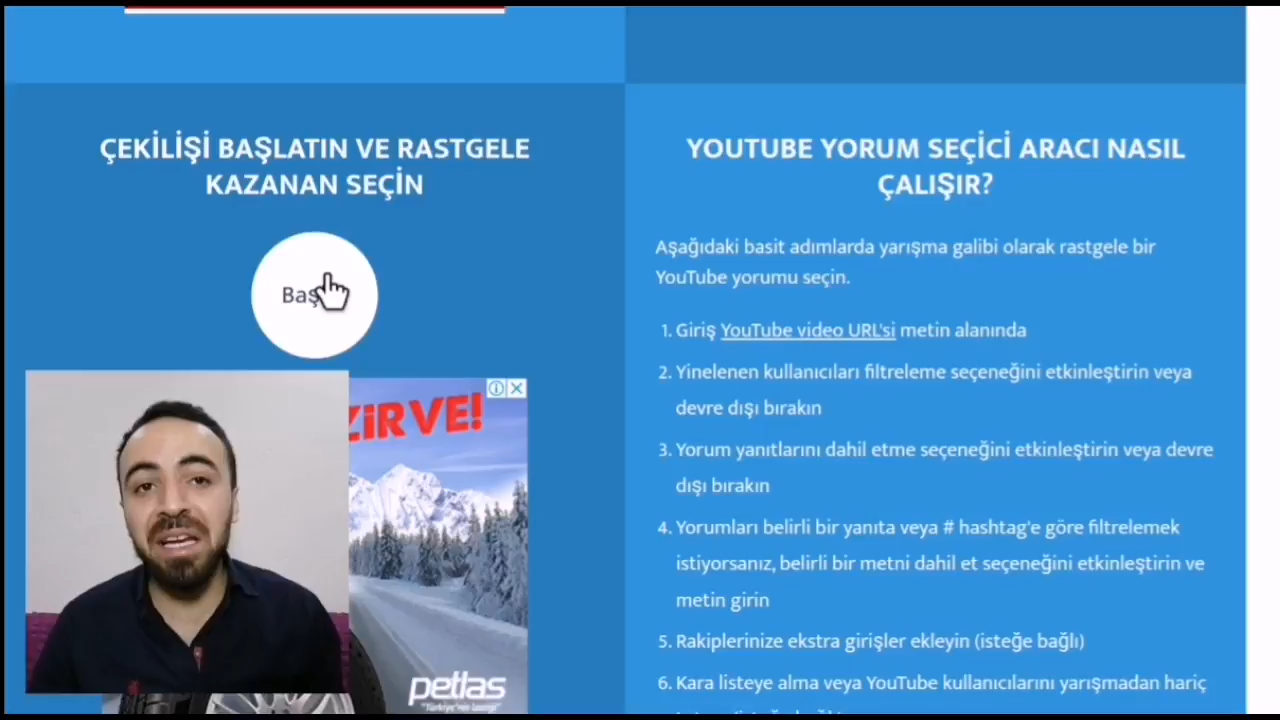 ÇEKİLİŞİ BAŞLATIN VE RASTGELE
KAZANAN SEÇİN
Baş
ZİRVE!
petlas
"Türkiye'nin lastiği"
YOUTUBE YORUM SEÇİCİ ARACI NASIL
ÇALIŞIR?
Aşağıdaki basit adımlarda yarışma galibi olarak rastgele bir
YouTube yorumu seçin.
1. Giriş YouTube video URL'si metin alanında
2. Yinelenen kullanıcıları filtreleme seçeneğini etkinleştirin veya
devre dışı bırakın
3. Yorum yanıtlarını dahil etme seçeneğini etkinleştirin veya devre
dışı bırakın
4. Yorumları belirli bir yanıta veya # hashtag'e göre filtrelemek
istiyorsanız, belirli bir metni dahil et seçeneğini etkinleştirin ve
metin girin
5. Rakiplerinize ekstra girişler ekleyin (isteğe bağlı)
6. Kara listeye alma veya YouTube kullanıcılarını yarışmadan hariç